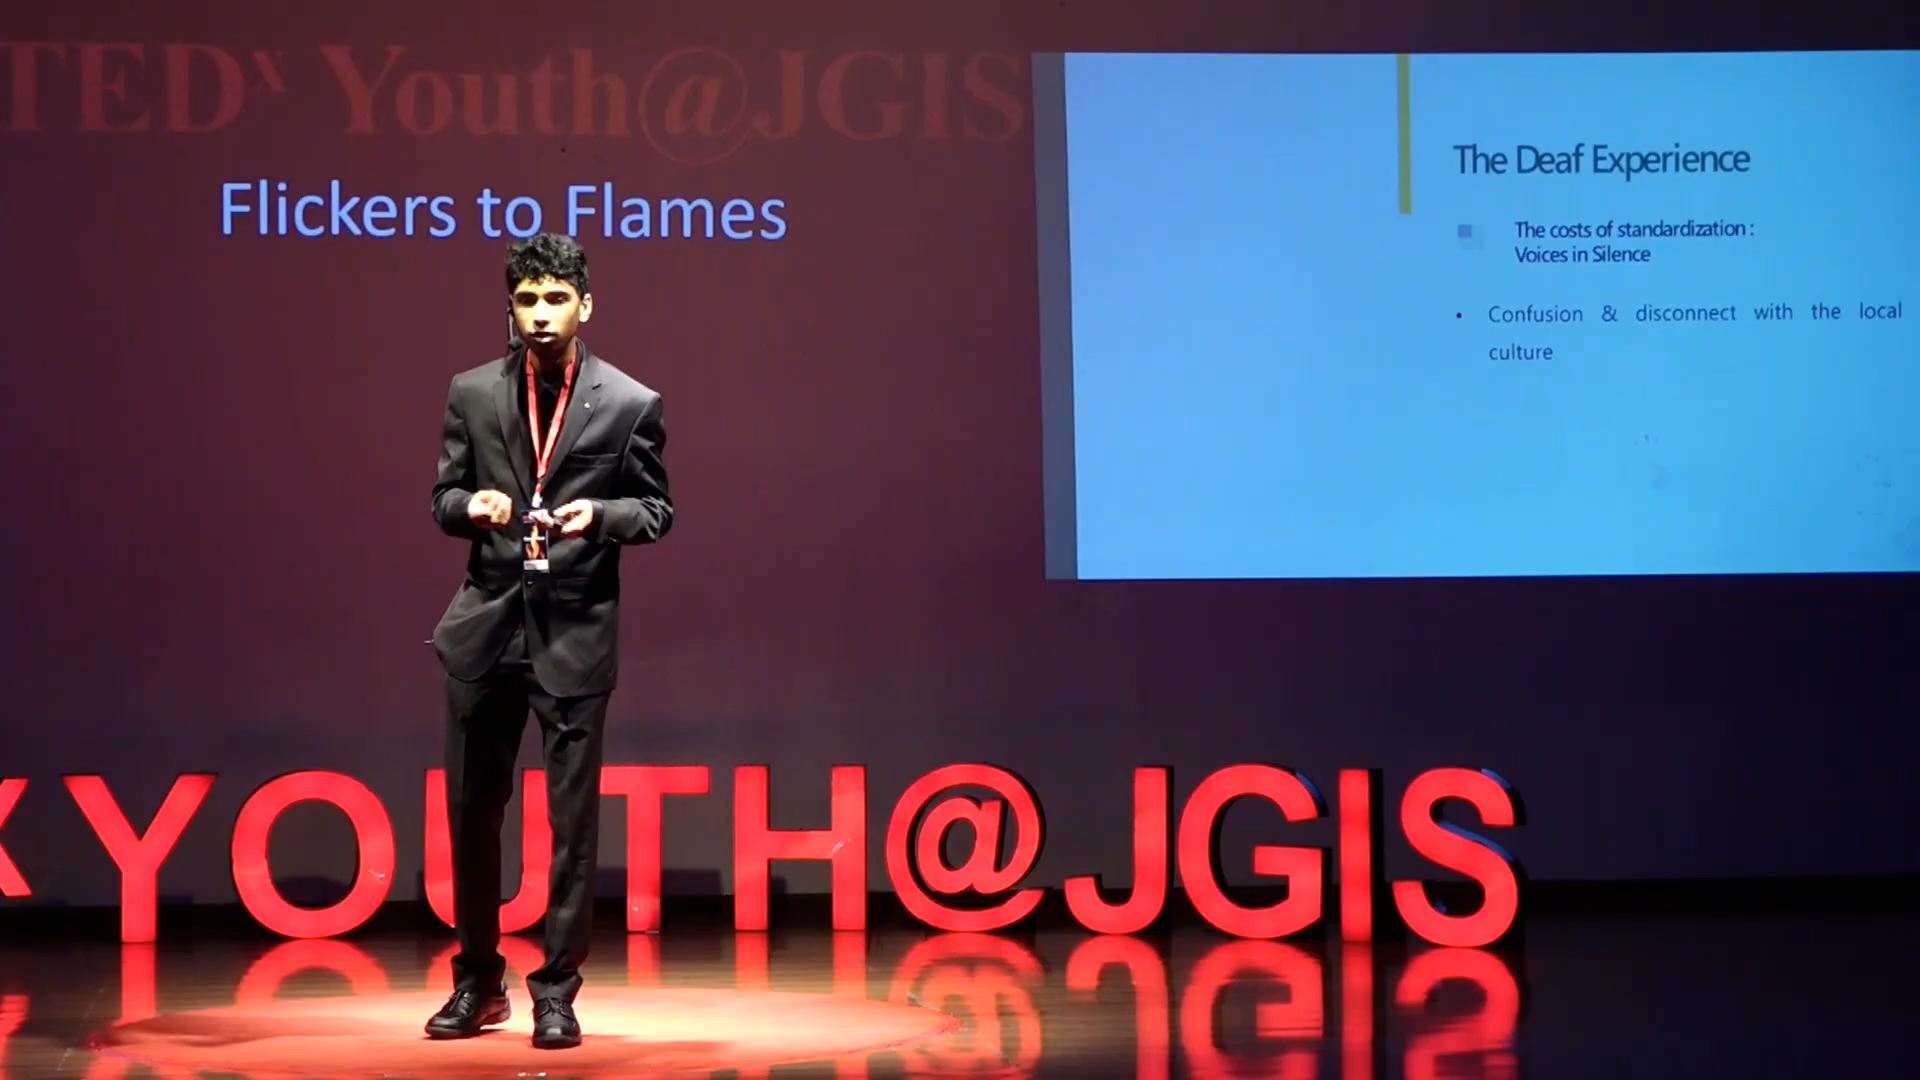 TEDx Youth@JGIS
Flickers to Flames
The Deaf Experience
The costs of standardization :
Voices in Silence
• Confusion & disconnect with the local
culture
xYOUTH@JGIS